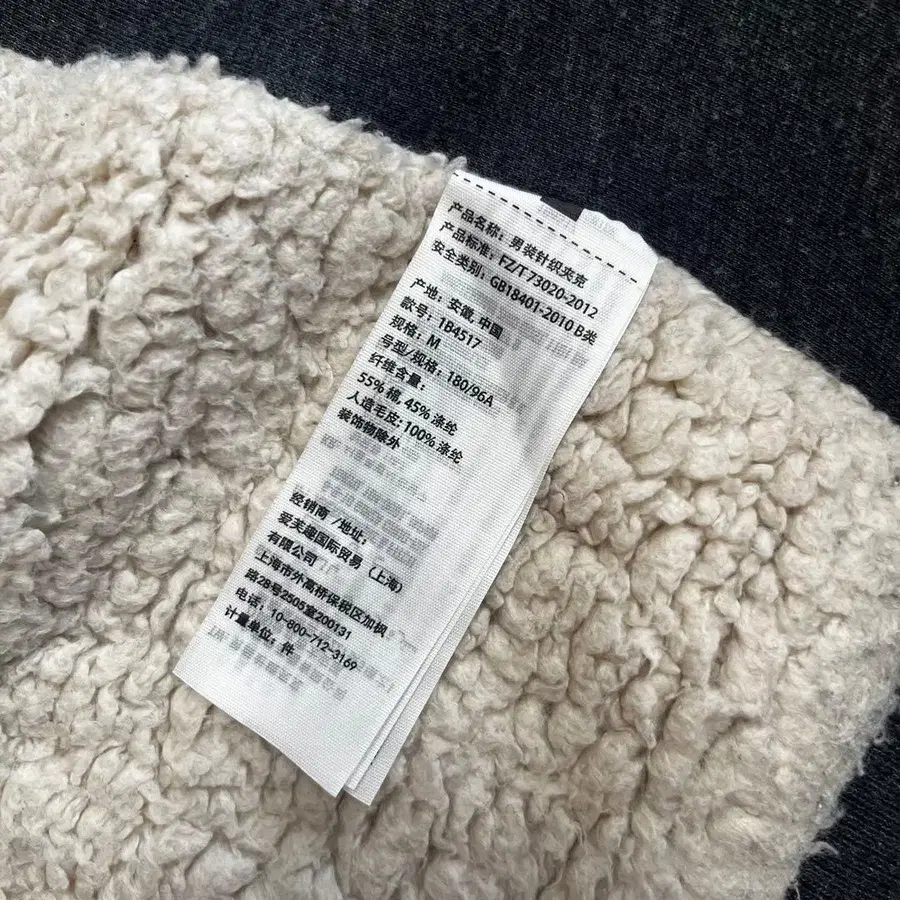 产品名称：男装针织夹克
产品标准：FZ/T 73020-2012
安全类别：GB18401-2010 B类
产地：安徽, 中国
款号：1B4517
规格：M
号型/规格：180/96A
纤维含量：
55% 棉, 45% 涤纶
人造毛皮: 100% 涤纶
装饰物除外
经销商 /地址:
爱芙趣国际贸易（上海）
有限公司
上海市外高桥保税区加枫
路28号2505室200131
电话：10-800-712-3169
计量单位：件